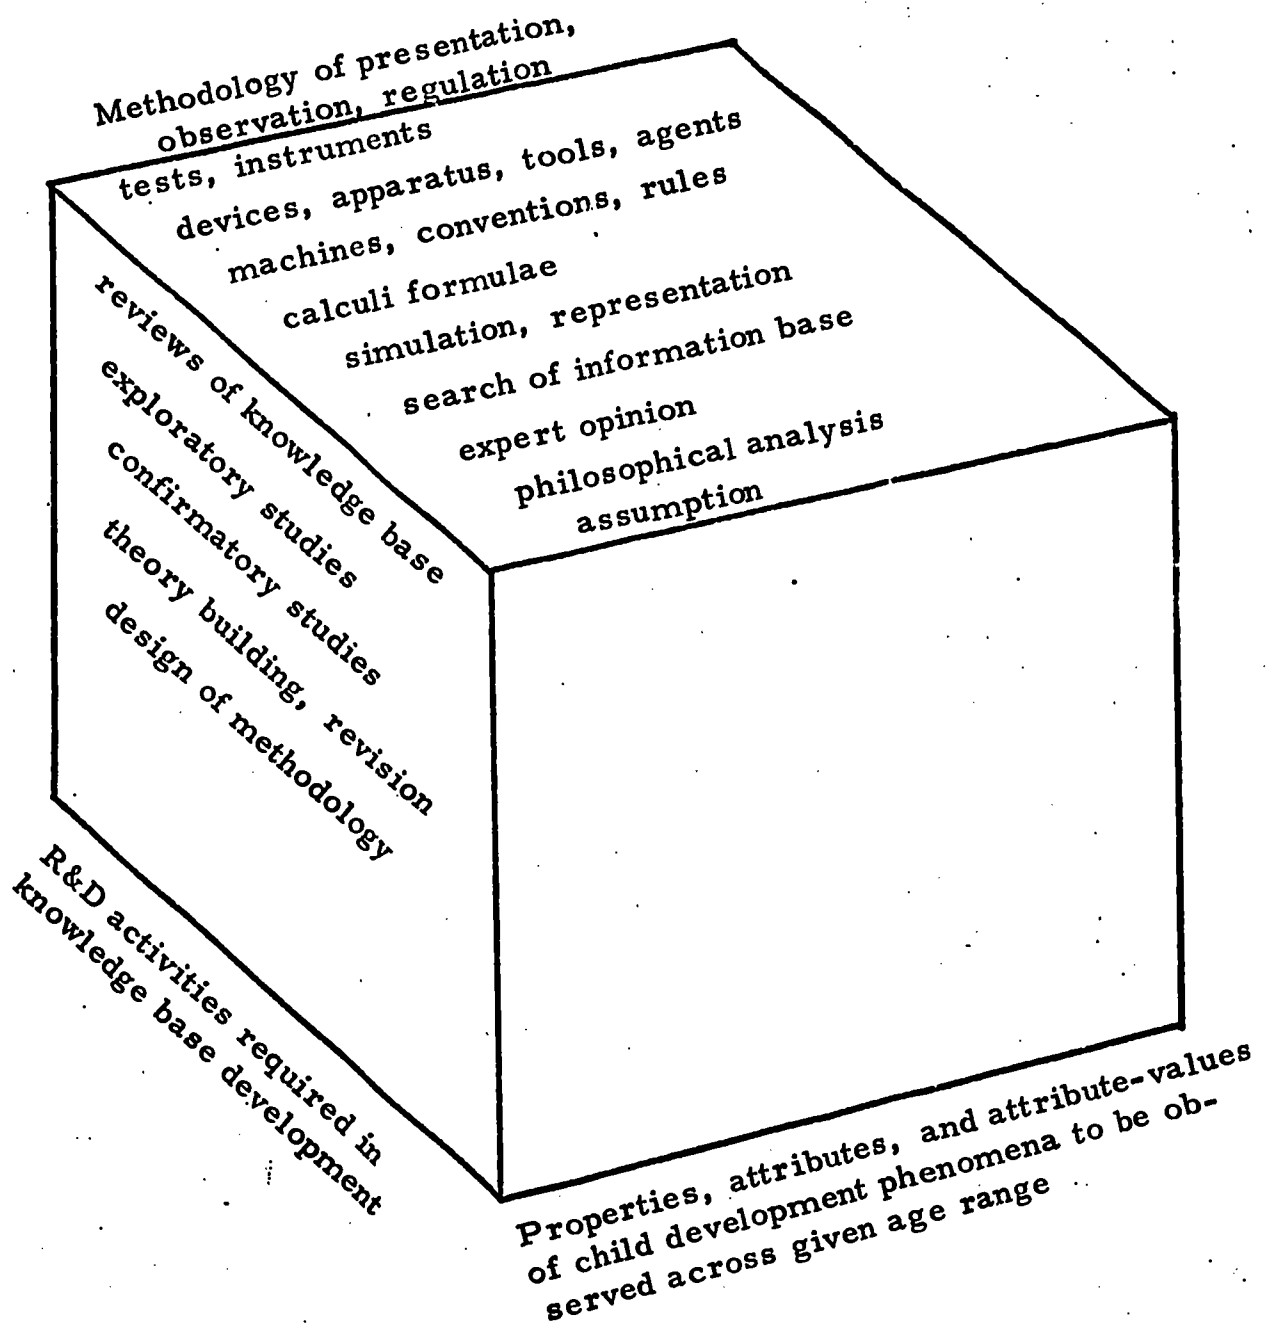 Methodology of presentation,
observation, regulation
tests, instruments
devices, apparatus, tools, agents
machines, conventions, rules
calculi formulae
simulation, representation
search of information base
expert opinion
philosophical analysis
assumption
reviews of knowledge base
exploratory studies
confirmatory studies
theory building, revision
design of methodology
R&D activities required in
knowledge base development
Properties, attributes, and attribute-values
of child development phenomena to be ob-
served across given age range